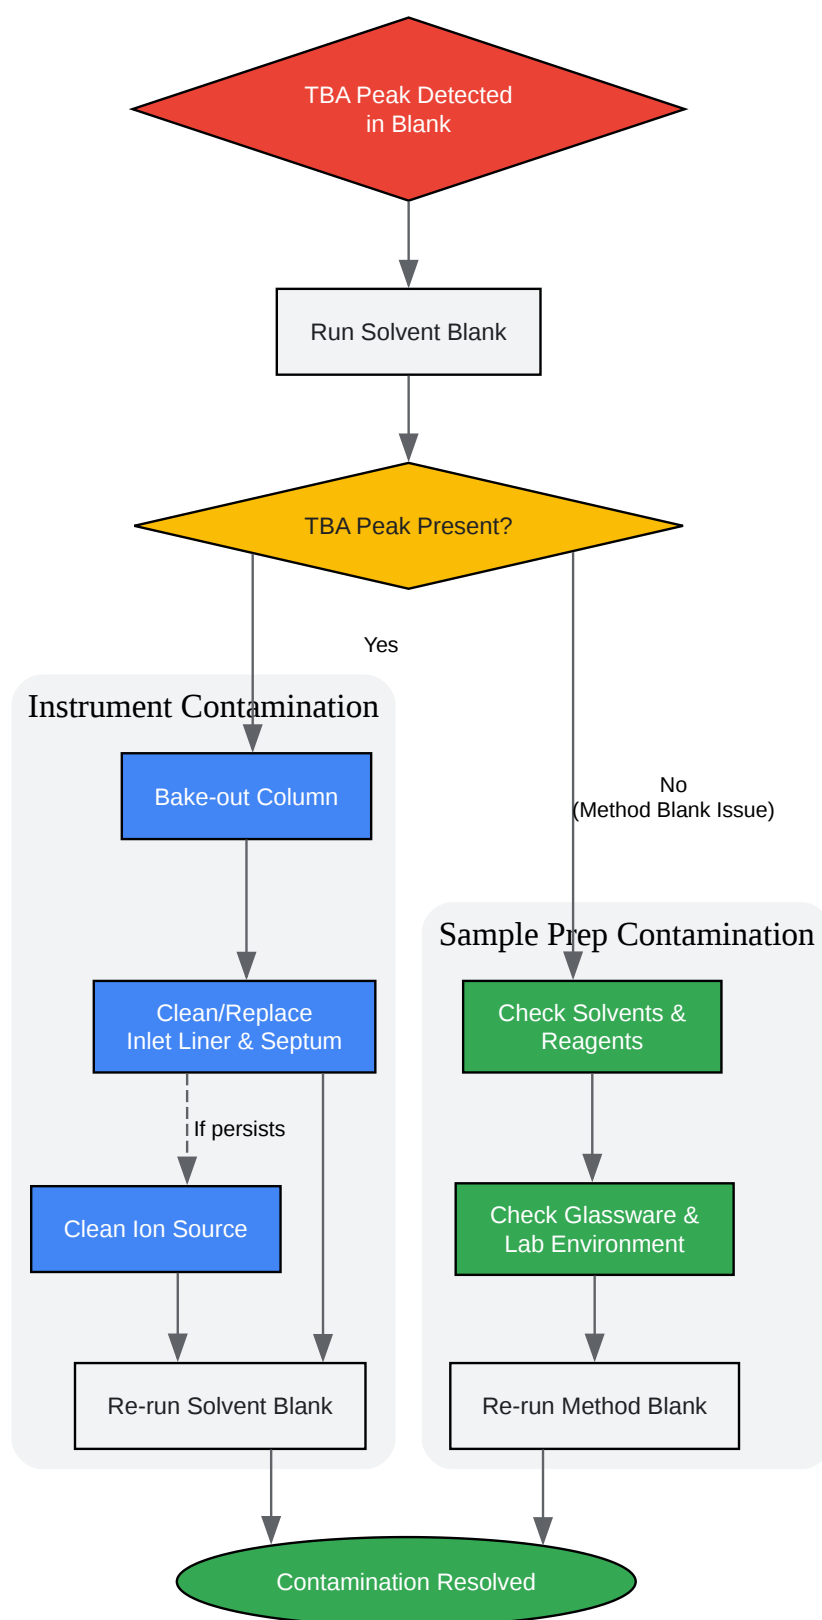 TBA Peak Detected
in Blank
Run Solvent Blank
TBA Peak Present?
Yes
Instrument Contamination
Bake-out Column
No
(Method Blank Issue)
Sample Prep Contamination
Clean/Replace
Inlet Liner & Septum
Check Solvents &
Reagents
If persists
Clean Ion Source
Check Glassware &
Lab Environment
Re-run Solvent Blank
Re-run Method Blank
Contamination Resolved